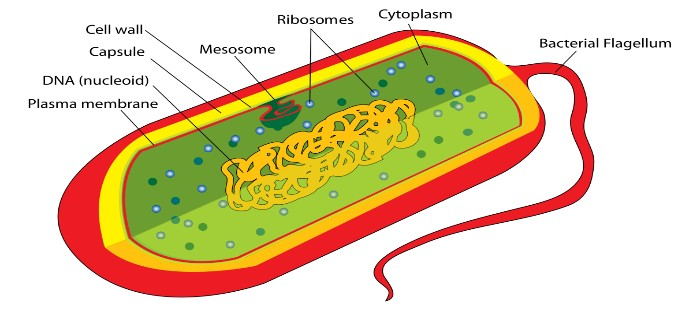 Cytoplasm
Ribosomes
Cell wall
Bacterial Flagellum
Capsule
Mesosome
DNA (nucleoid)
Plasma membrane